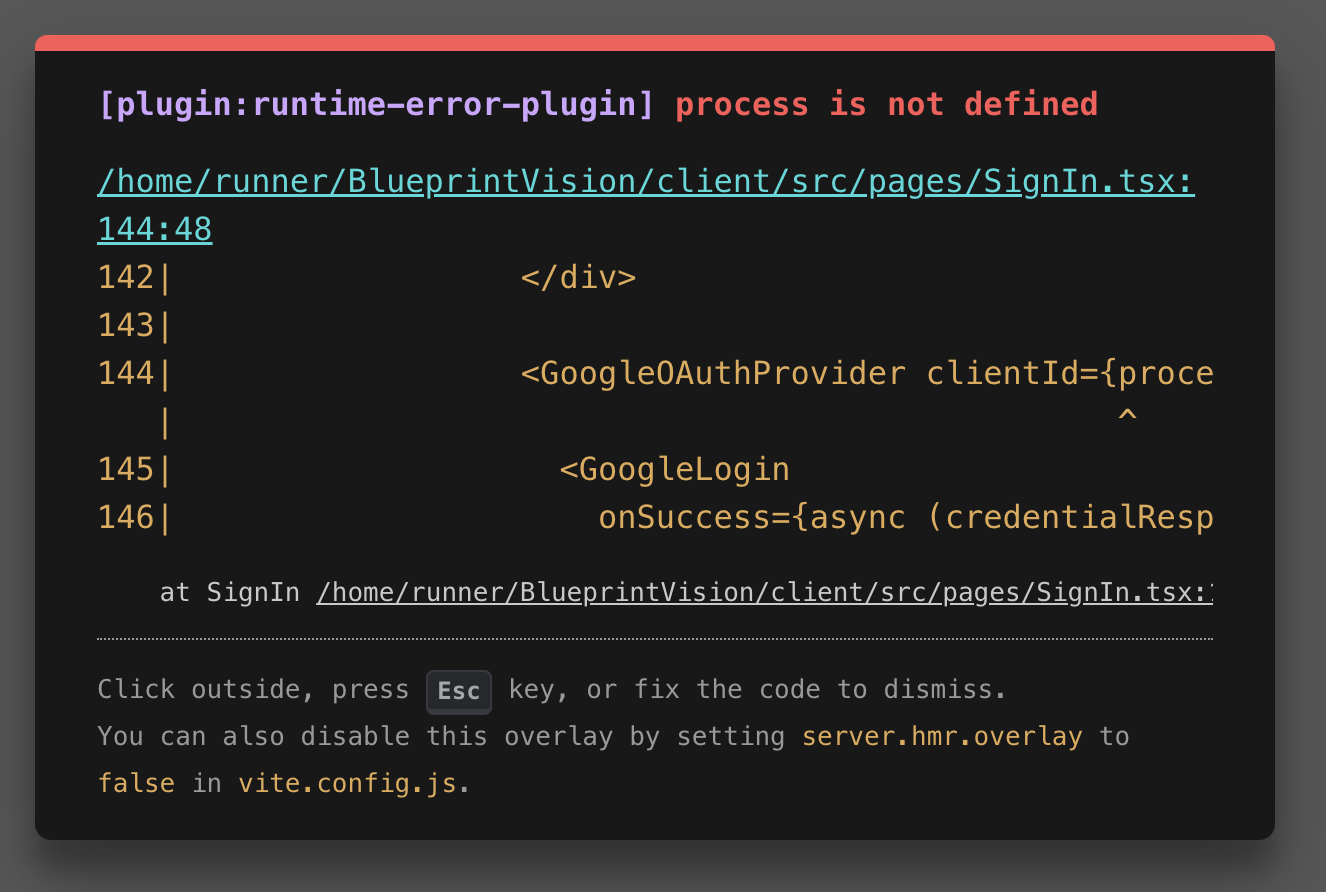 [plugin:runtime-error-plugin] process is not defined
/home/runner/BlueprintVision/client/src/pages/SignIn.tsx:
144:48
142|                  </div>
143|
144|                  <GoogleOAuthProvider clientId={proce
   |                                                 ^
145|                    <GoogleLogin
146|                      onSuccess={async (credentialResp
    at SignIn /home/runner/BlueprintVision/client/src/pages/SignIn.tsx:
Click outside, press Esc key, or fix the code to dismiss.
You can also disable this overlay by setting server.hmr.overlay to
false in vite.config.js.